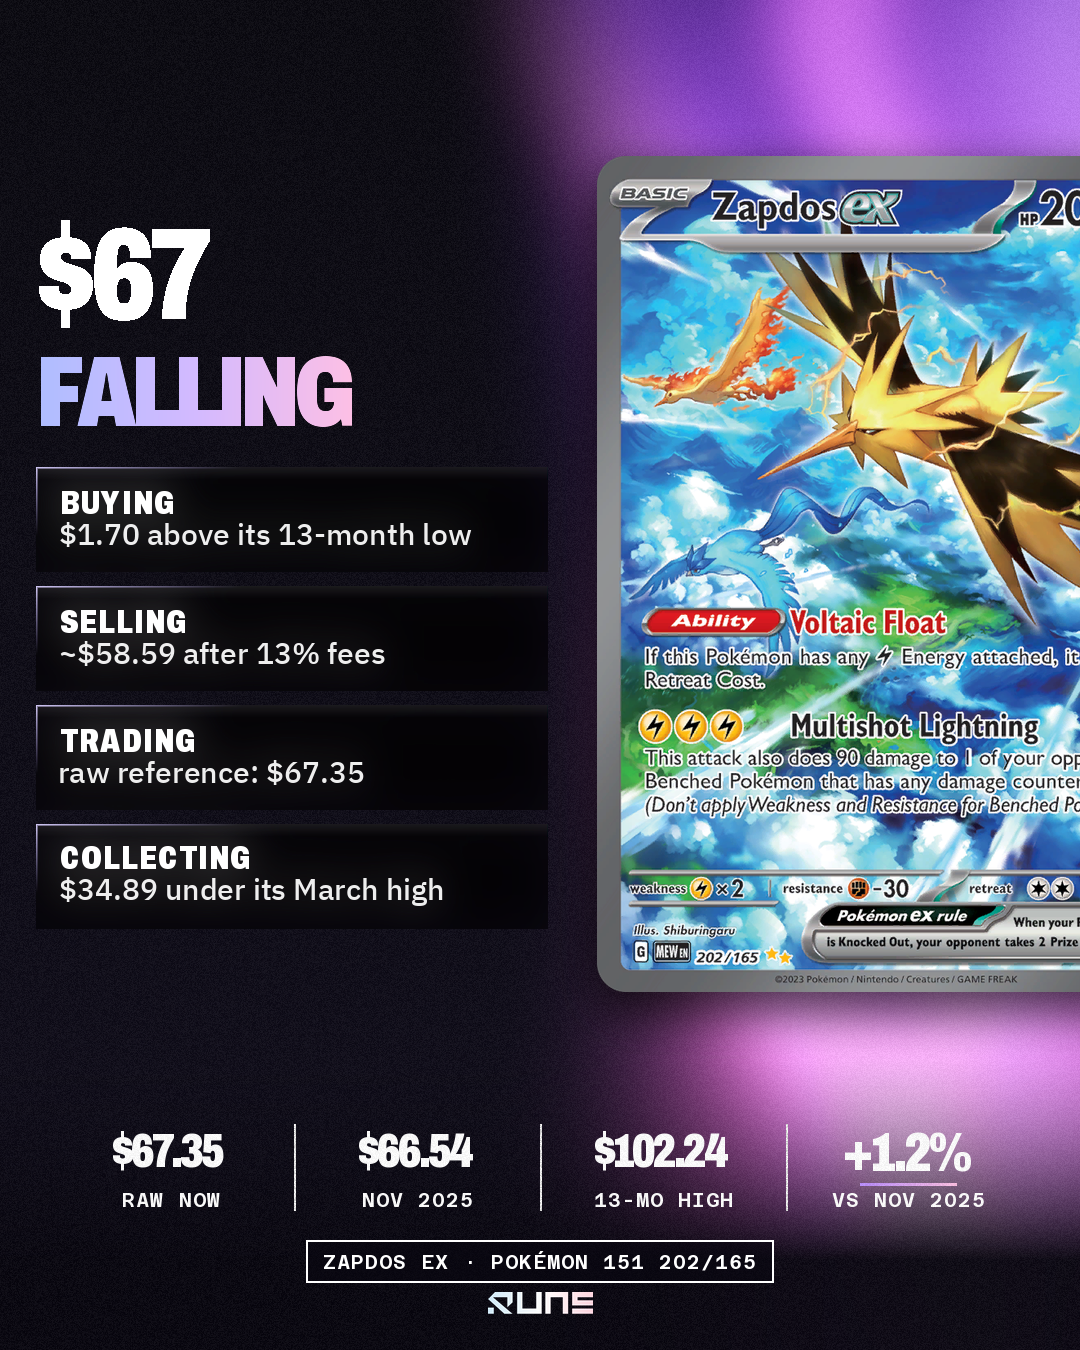 $67
FALLING
BUYING
$1.70 above its 13-month low
SELLING
~$58.59 after 13% fees
TRADING
raw reference: $67.35
COLLECTING
$34.89 under its March high
BASIC
Zapdos ex
HP 20
Ability Voltaic Float
If this Pokémon has any Energy attached, it
Retreat Cost.
Multishot Lightning
This attack also does 90 damage to 1 of your opp
Benched Pokémon that has any damage counter
(Don't apply Weakness and Resistance for Benched Po
weakness ×2 resistance -30 retreat
Pokémon ex rule When your P
is Knocked Out, your opponent takes 2 Prize
Illus. Shiburingaru
G MEW EN 202/165
©2023 Pokémon / Nintendo / Creatures / GAME FREAK
$67.35 $66.54 $102.24 +1.2%
RAW NOW NOV 2025 13-MO HIGH VS NOV 2025
ZAPDOS EX · POKÉMON 151 202/165
RUNE